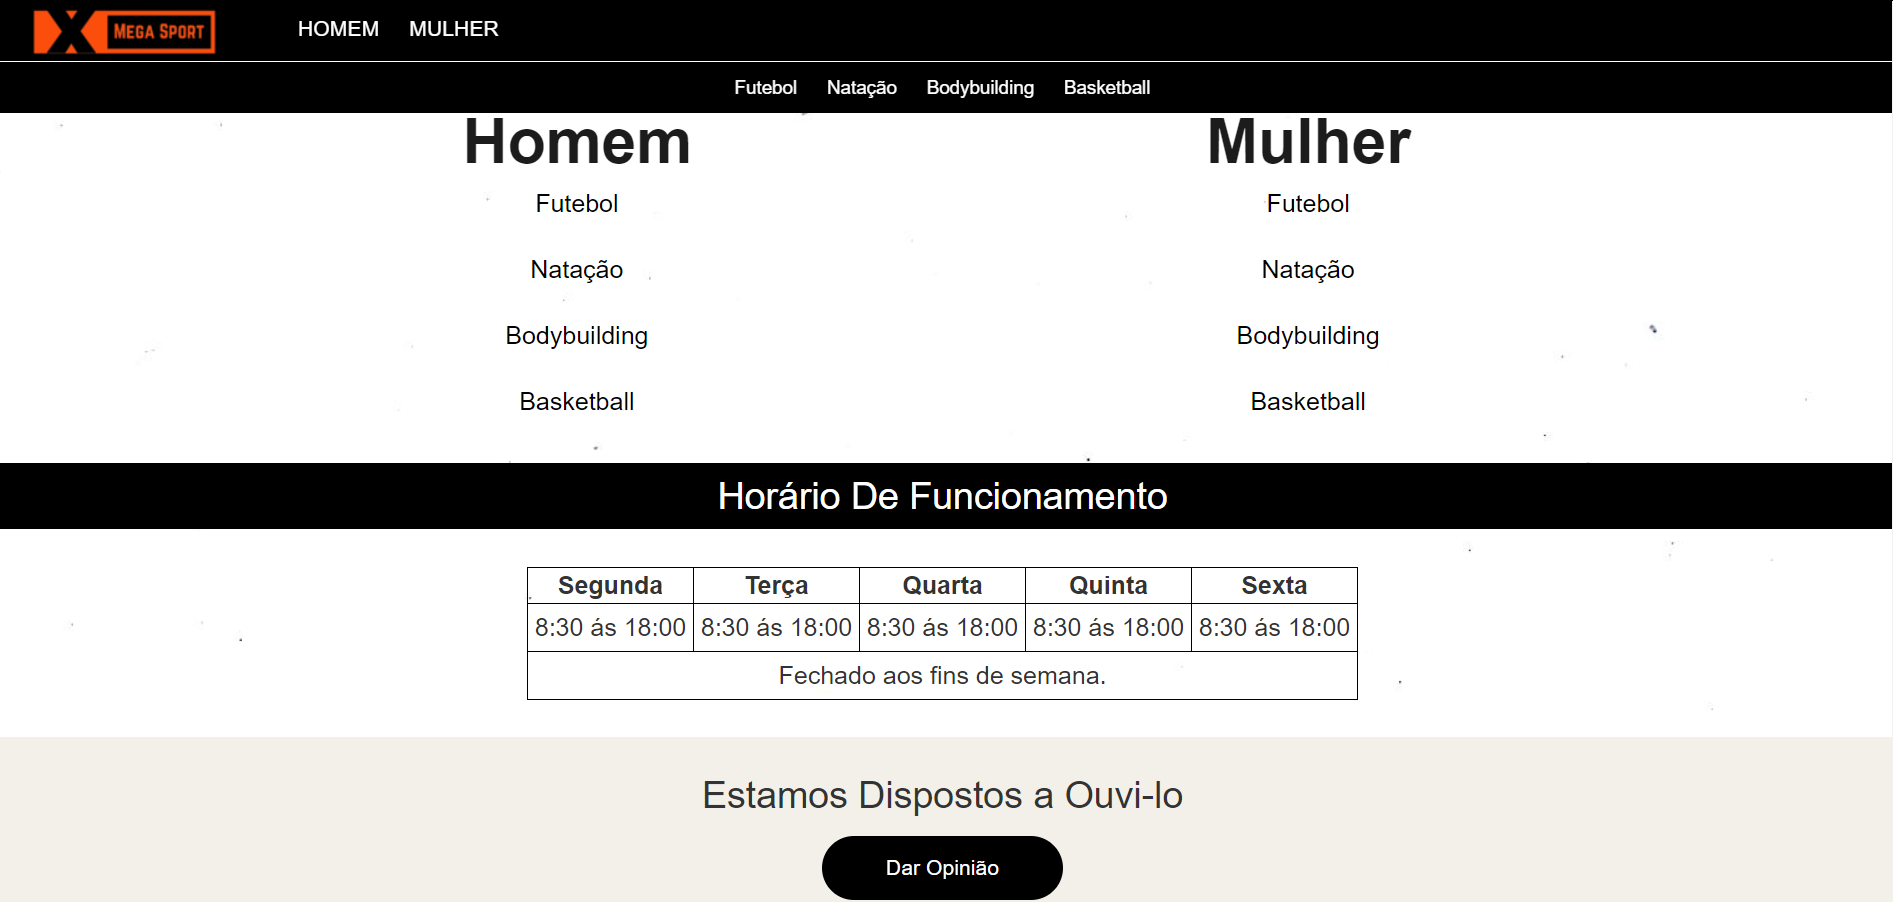 MEGA SPORT HOMEM MULHER
Futebol Natação Bodybuilding Basketball
Homem Mulher
Futebol Futebol
Natação Natação
Bodybuilding Bodybuilding
Basketball Basketball
Horário De Funcionamento
Segunda Terça Quarta Quinta Sexta
8:30 ás 18:00 8:30 ás 18:00 8:30 ás 18:00 8:30 ás 18:00 8:30 ás 18:00
Fechado aos fins de semana.
Estamos Dispostos a Ouvi-lo
Dar Opinião